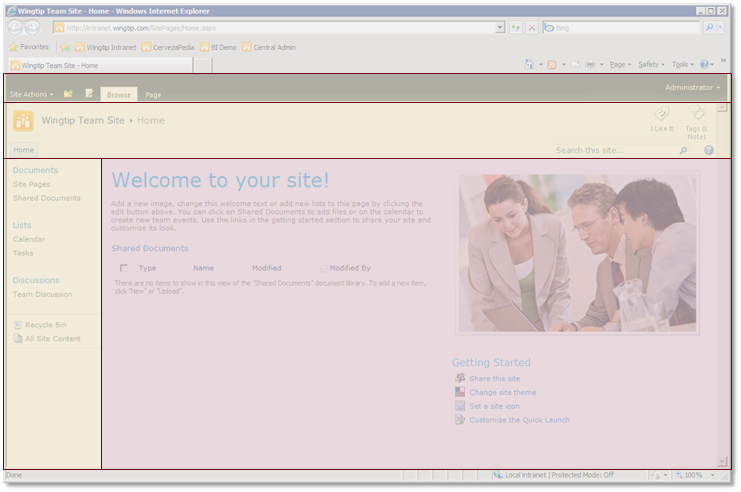 Wingtip Team Site - Home - Windows Internet Explorer
http://intranet.wingtip.com/SitePages/Home.aspx
Bing
Favorites Wingtip Intranet CervezaPedia BI Demo Central Admin
Wingtip Team Site - Home
Page Safety Tools
Site Actions Browse Page Administrator
Wingtip Team Site Home
I Like It Tags & Notes
Home Search this site...
Documents
Site Pages
Shared Documents
Lists
Calendar
Tasks
Discussions
Team Discussion
Recycle Bin
All Site Content
Welcome to your site!
Add a new image, change this welcome text or add new lists to this page by clicking the
edit button above. You can click on Shared Documents to add files or on the calendar to
create new team events. Use the links in the getting started section to share your site and
customize its look.
Shared Documents
Type Name Modified Modified By
There are no items to show in this view of the "Shared Documents" document library. To add a new item,
click "New" or "Upload".
Getting Started
Share this site
Change site theme
Set a site icon
Customize the Quick Launch
Done Local intranet | Protected Mode: Off 100%